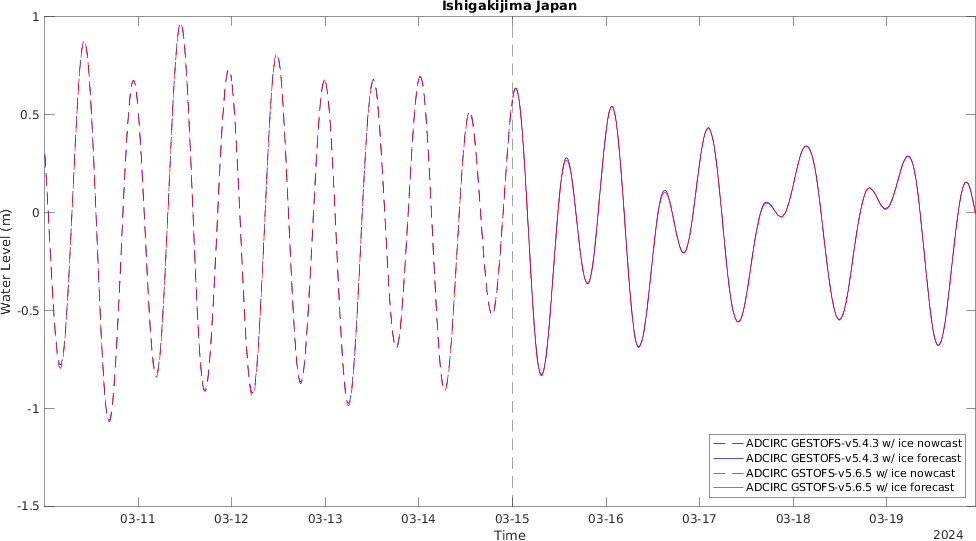 Ishigakijima Japan
1
0.5
0
-0.5
-1
-1.5
Water Level (m)
03-11 03-12 03-13 03-14 03-15 03-16 03-17 03-18 03-19
Time
2024
ADCIRC GESTOFS-v5.4.3 w/ ice nowcast
ADCIRC GESTOFS-v5.4.3 w/ ice forecast
ADCIRC GSTOFS-v5.6.5 w/ ice nowcast
ADCIRC GSTOFS-v5.6.5 w/ ice forecast